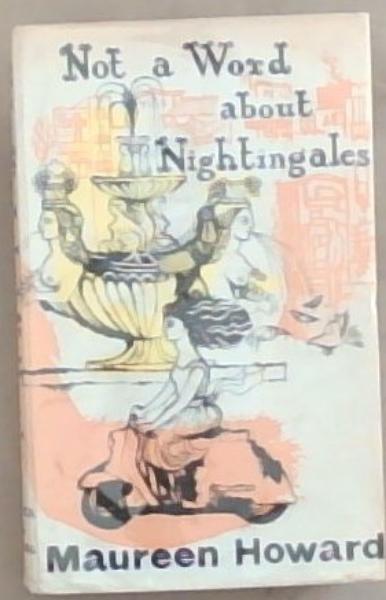 Not a Word
about
Nightingales
Maureen Howard